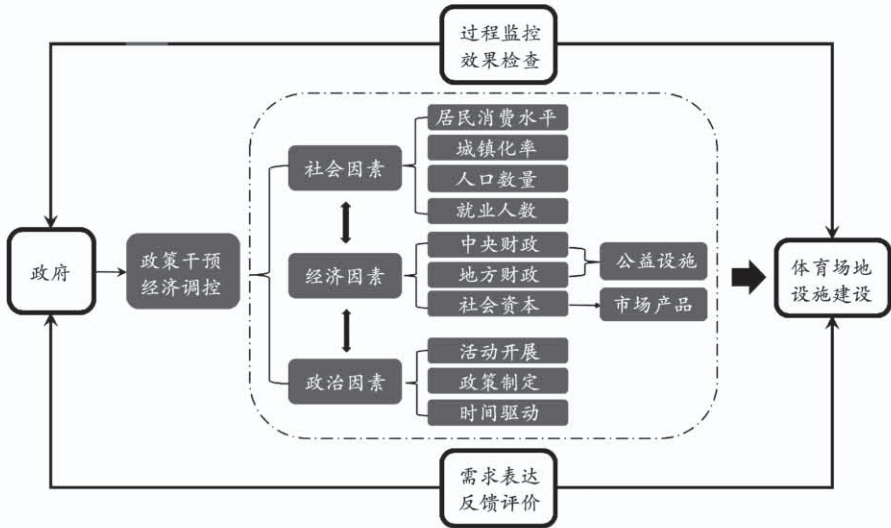 过程监控
效果检查
居民消费水平
城镇化率
人口数量
就业人数
社会因素
政府
政策干预
经济调控
经济因素
中央财政
地方财政
社会资本
公益设施
市场产品
体育场地
设施建设
政治因素
活动开展
政策制定
时间驱动
需求表达
反馈评价